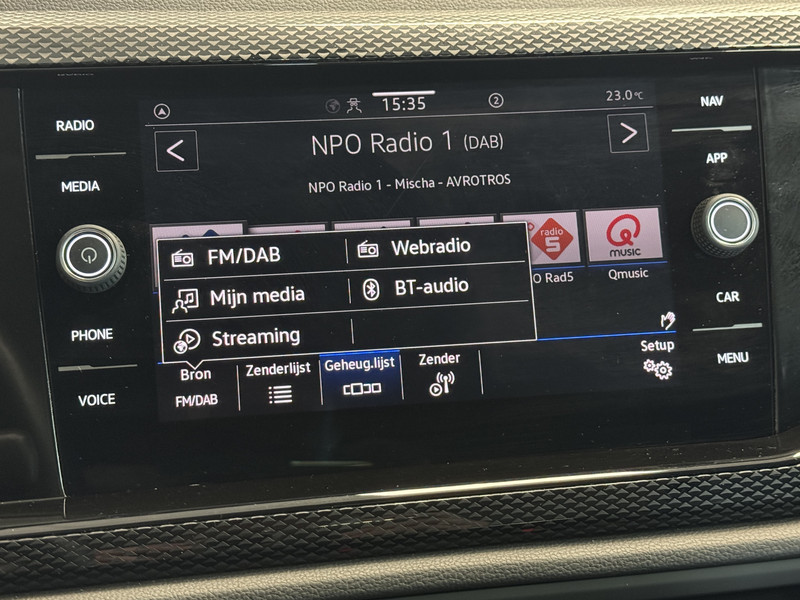 RADIO
MEDIA
PHONE
VOICE
15:35
2
23.0°C
NPO Radio 1 (DAB)
NPO Radio 1 - Mischa - AVROTROS
radio
5
Q
MUSIC
O Rad5
Qmusic
FM/DAB
Webradio
Mijn media
BT-audio
Streaming
Bron
FM/DAB
Zenderlijst
Geheug.lijst
Zender
Setup
NAV
APP
CAR
MENU